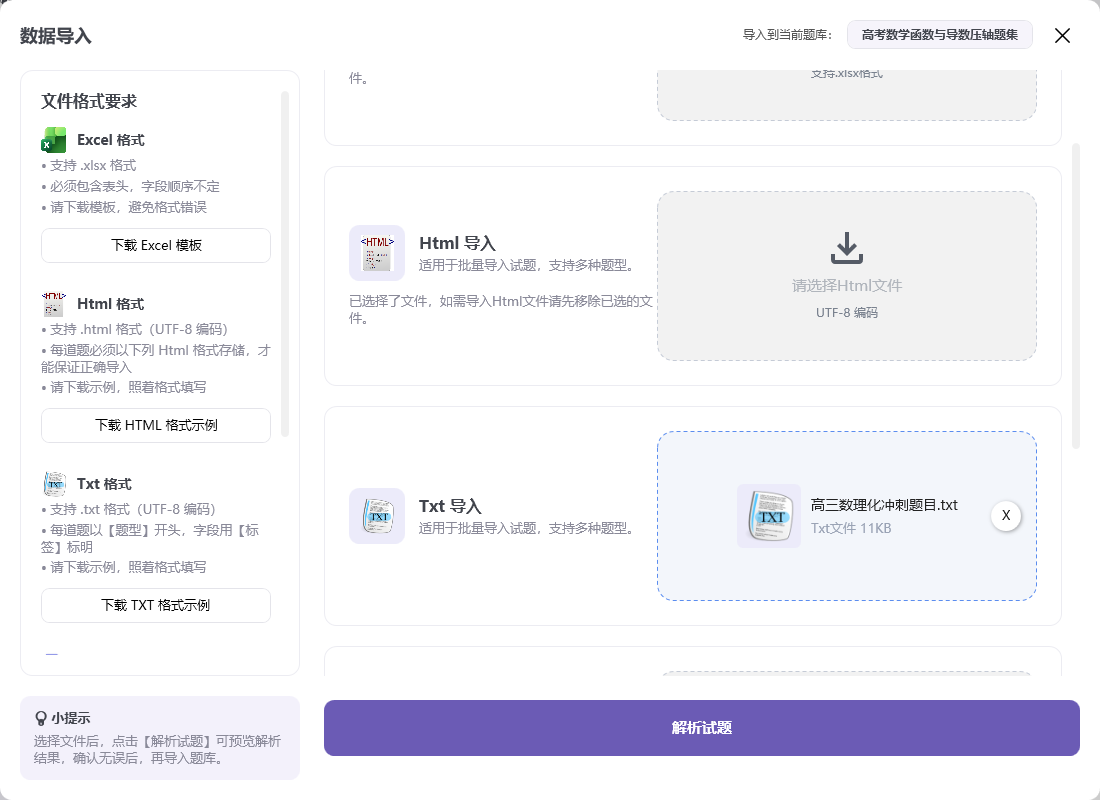 数据导入
导入到当前题库：
高考数学函数与导数压轴题集
文件格式要求
Excel 格式
• 支持 .xlsx 格式
• 必须包含表头，字段顺序不定
• 请下载模板，避免格式错误
下载 Excel 模板
<HTML>
Html 格式
• 支持 .html 格式（UTF-8 编码）
• 每道题必须以下列 Html 格式存储，才
能保证正确导入
• 请下载示例，照着格式填写
下载 HTML 格式示例
TXT
Txt 格式
• 支持 .txt 格式（UTF-8 编码）
• 每道题以【题型】开头，字段用【标
签】标明
• 请下载示例，照着格式填写
下载 TXT 格式示例
小提示
选择文件后，点击【解析试题】可预览解析
结果，确认无误后，再导入题库。
件。
支持.xlsx格式
<HTML>
Html 导入
适用于批量导入试题，支持多种题型。
已选择了文件，如需导入Html文件请先移除已选的文
件。
请选择Html文件
UTF-8 编码
TXT
Txt 导入
适用于批量导入试题，支持多种题型。
TXT
高三数理化冲刺题目.txt
Txt文件 11KB
X
解析试题